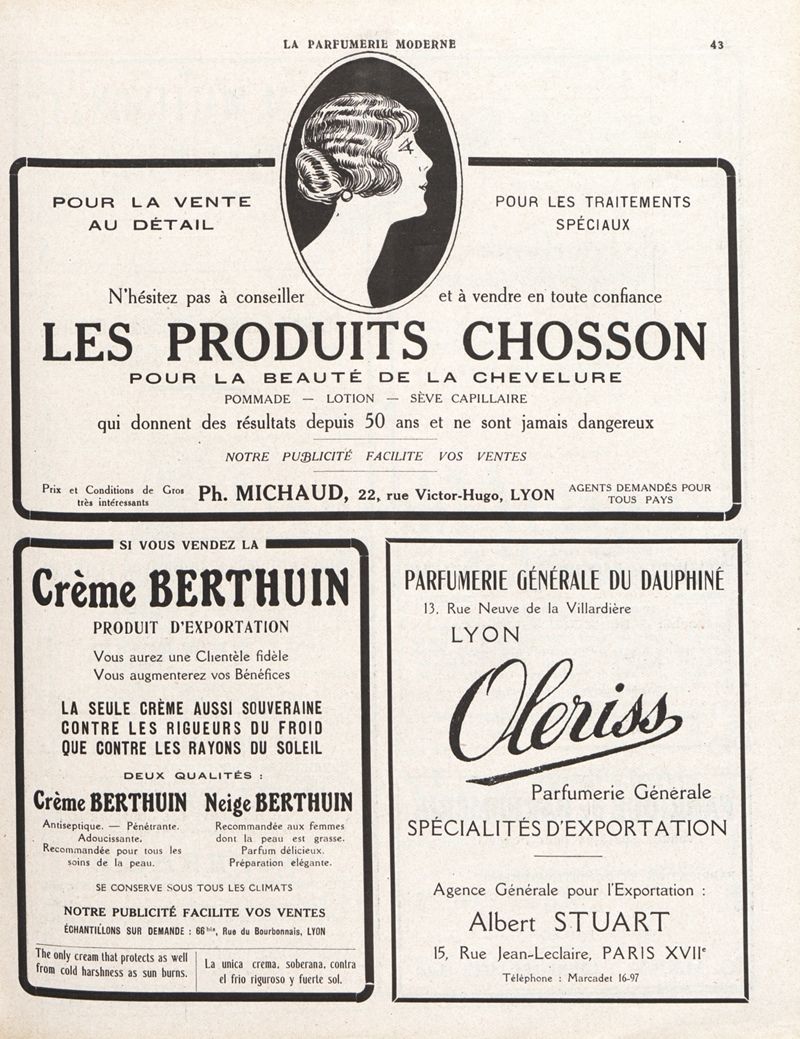 LA PARFUMERIE MODERNE
43
POUR LA VENTE
AU DÉTAIL
POUR LES TRAITEMENTS
SPÉCIAUX
N'hésitez pas à conseiller
et à vendre en toute confiance
LES PRODUITS CHOSSON
POUR LA BEAUTÉ DE LA CHEVELURE
POMMADE — LOTION — SÈVE CAPILLAIRE
qui donnent des résultats depuis 50 ans et ne sont jamais dangereux
NOTRE PUBLICITÉ FACILITE VOS VENTES
Prix et Conditions de Gros
très intéressants
Ph. MICHAUD, 22, rue Victor-Hugo, LYON
AGENTS DEMANDÉS POUR
TOUS PAYS
SI VOUS VENDEZ LA
Crème BERTHUIN
PRODUIT D'EXPORTATION
Vous aurez une Clientèle fidèle
Vous augmenterez vos Bénéfices
LA SEULE CRÈME AUSSI SOUVERAINE
CONTRE LES RIGUEURS DU FROID
QUE CONTRE LES RAYONS DU SOLEIL
DEUX QUALITÉS :
Crème BERTHUIN
Antiseptique. — Pénétrante.
Adoucissante.
Recommandée pour tous les
soins de la peau.
Neige BERTHUIN
Recommandée aux femmes
dont la peau est grasse.
Parfum délicieux.
Préparation élégante.
SE CONSERVE SOUS TOUS LES CLIMATS
NOTRE PUBLICITÉ FACILITE VOS VENTES
ÉCHANTILLONS SUR DEMANDE : 66bis, Rue du Bourbonnais, LYON
The only cream that protects as well
from cold harshness as sun burns.
La unica crema, soberana, contra
el frio riguroso y fuerte sol.
PARFUMERIE GÉNÉRALE DU DAUPHINÉ
13, Rue Neuve de la Villardière
LYON
Oleriss
Parfumerie Générale
SPÉCIALITÉS D'EXPORTATION
Agence Générale pour l'Exportation :
Albert STUART
15, Rue Jean-Leclaire, PARIS XVIIe
Téléphone : Marcadet 16-97